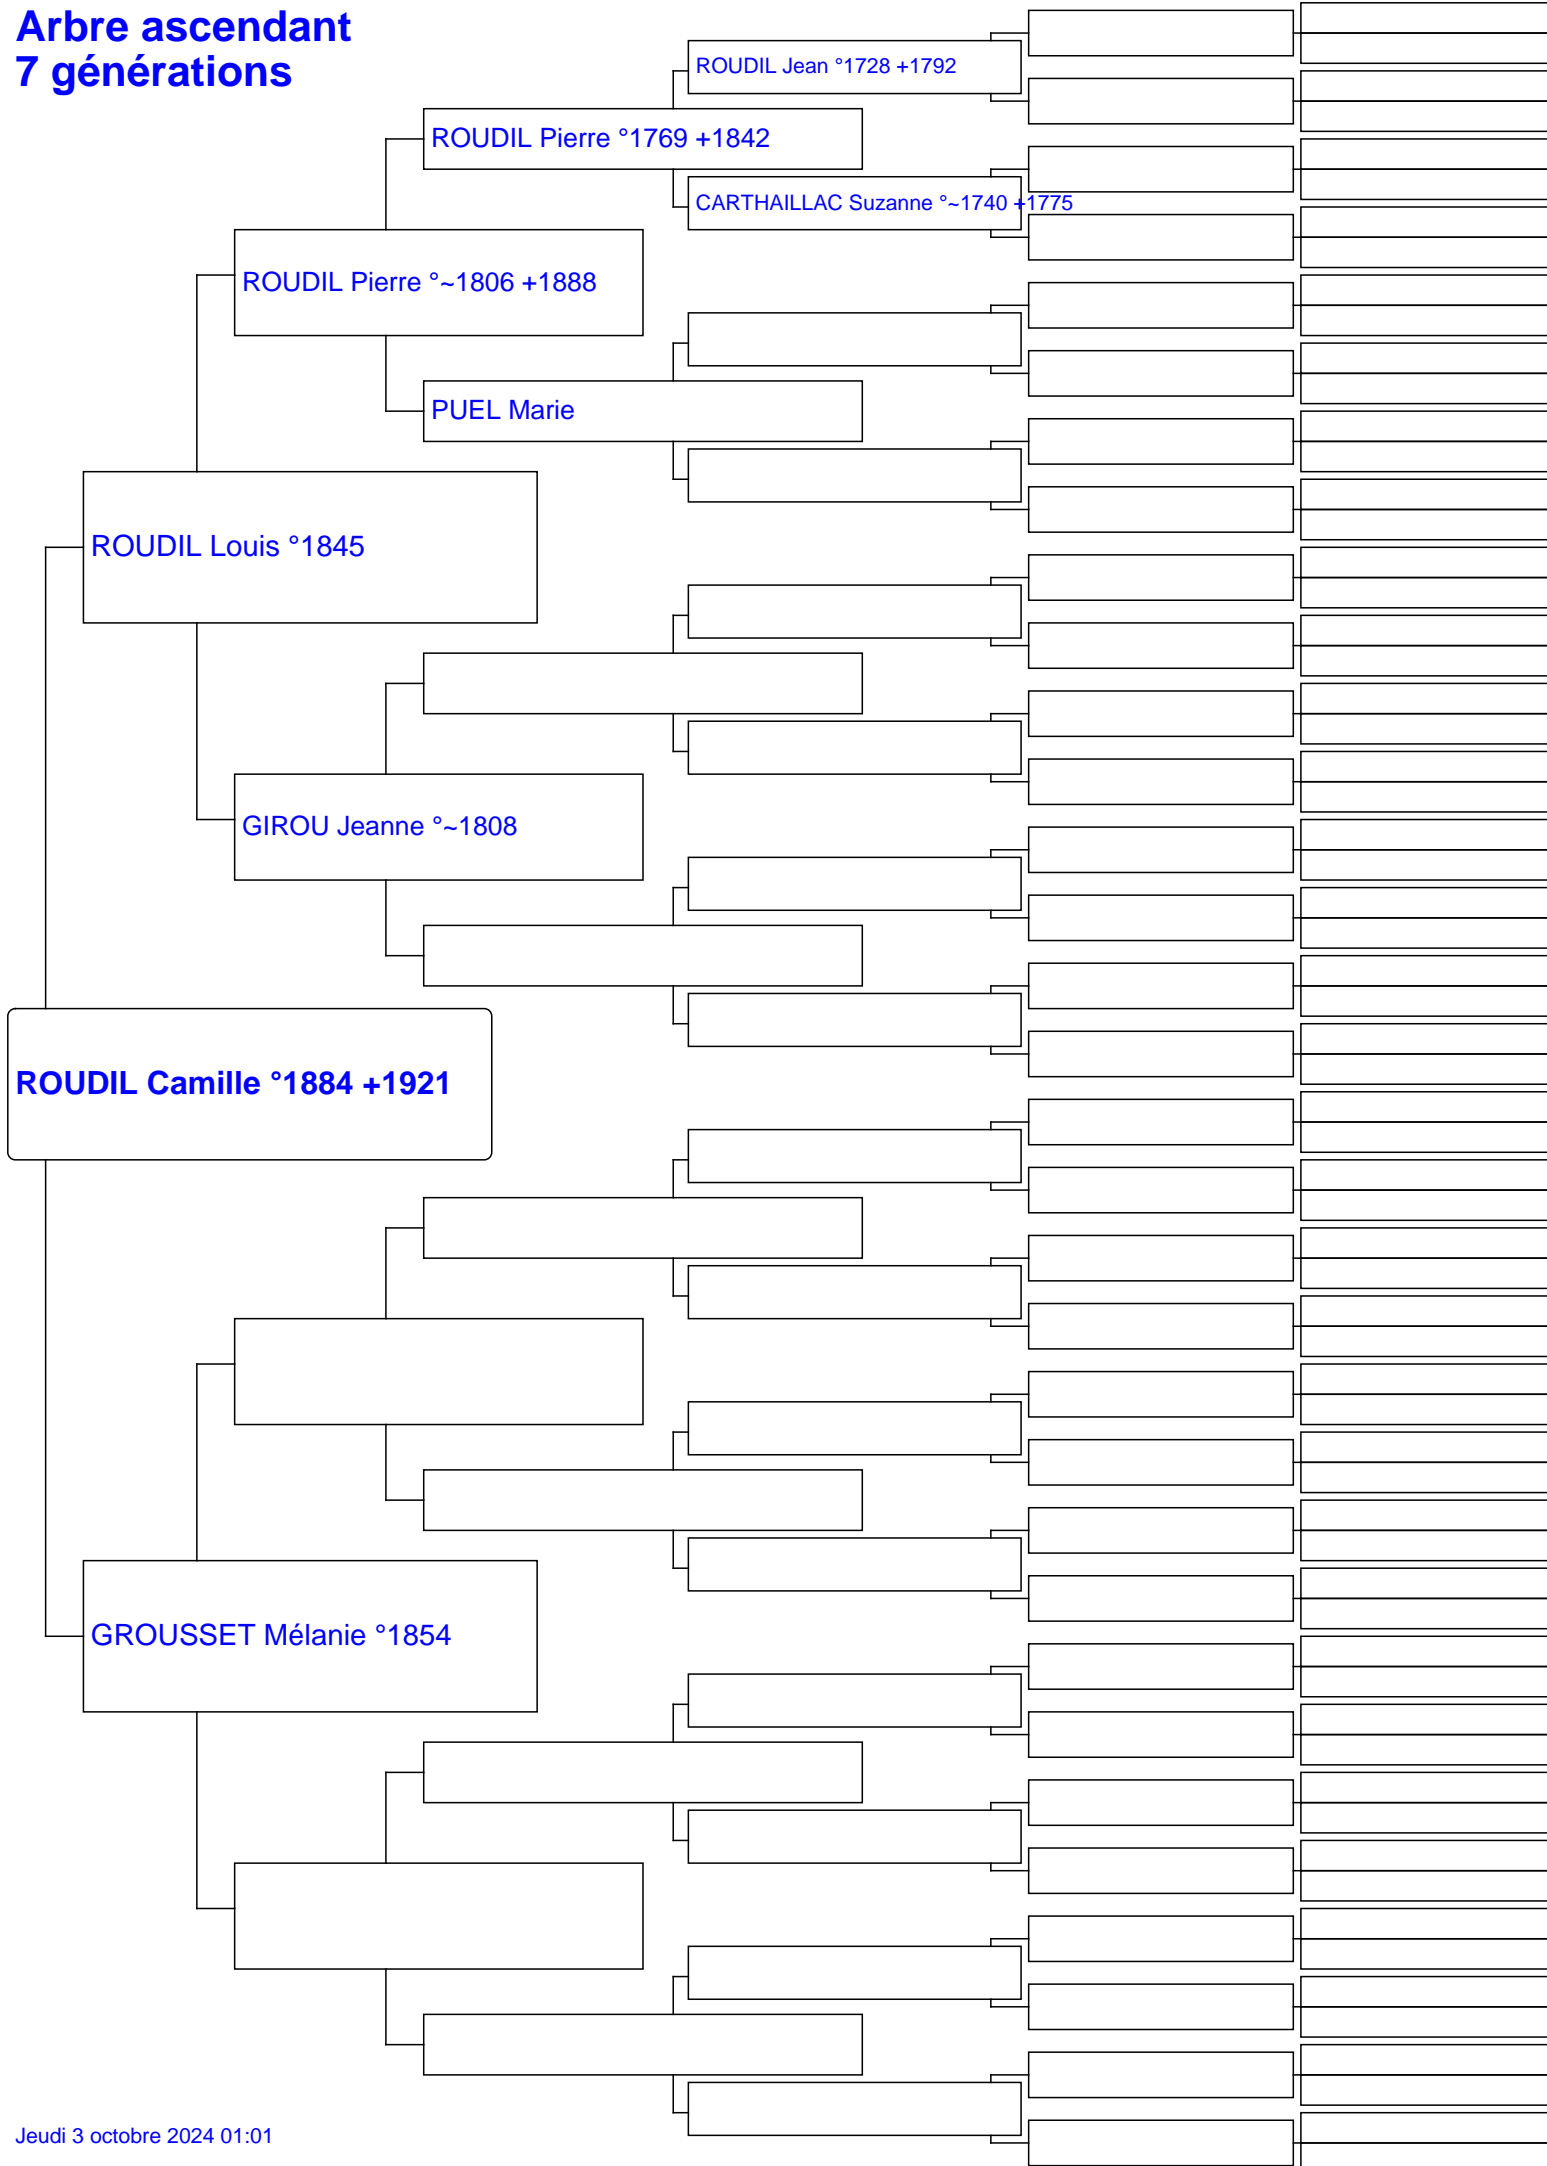 Arbre ascendant
7 générations
ROUDIL Jean °1728 +1792
ROUDIL Pierre °1769 +1842
CARTHAILLAC Suzanne °~1740 +1775
ROUDIL Pierre °~1806 +1888
PUEL Marie
ROUDIL Louis °1845
GIROU Jeanne °~1808
ROUDIL Camille °1884 +1921
GROUSSET Mélanie °1854
Jeudi 3 octobre 2024 01:01